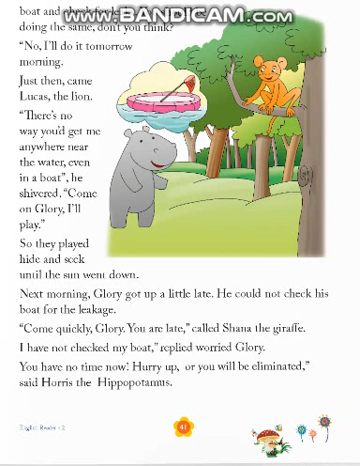 www.BANDICAM.com
boat and check for
doing the same, don't you think?
"No, I'll do it tomorrow
morning.
Just then, came
Lucas, the lion.
"There's no
way you'd get me
anywhere near
the water, even
in a boat", he
shivered. "Come
on Glory, I'll
play."
So they played
hide and seek
until the sun went down.
Next morning, Glory got up a little late. He could not check his
boat for the leakage.
"Come quickly, Glory. You are late," called Shana the giraffe.
I have not checked my boat," replied worried Glory.
You have no time now! Hurry up, or you will be eliminated,"
said Horris the Hippopotamus.
English Reader - 2
41